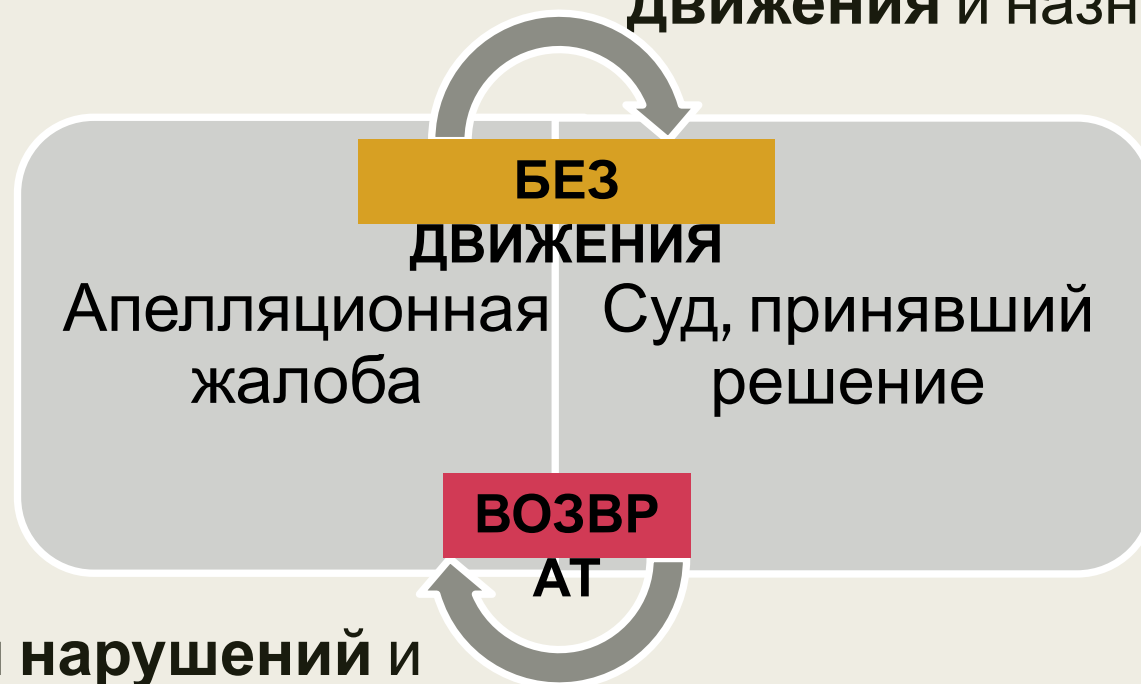 движения и назн
БЕЗ
ДВИЖЕНИЯ
Апелляционная
жалоба
Суд, принявший
решение
ВОЗВР
АТ
нарушений и